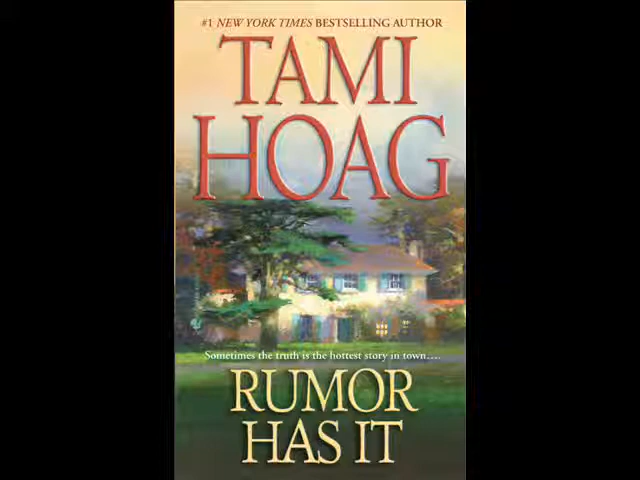 #1 NEW YORK TIMES BESTSELLING AUTHOR
TAMI
HOAG
Sometimes the truth is the hottest story in town....
RUMOR
HAS IT